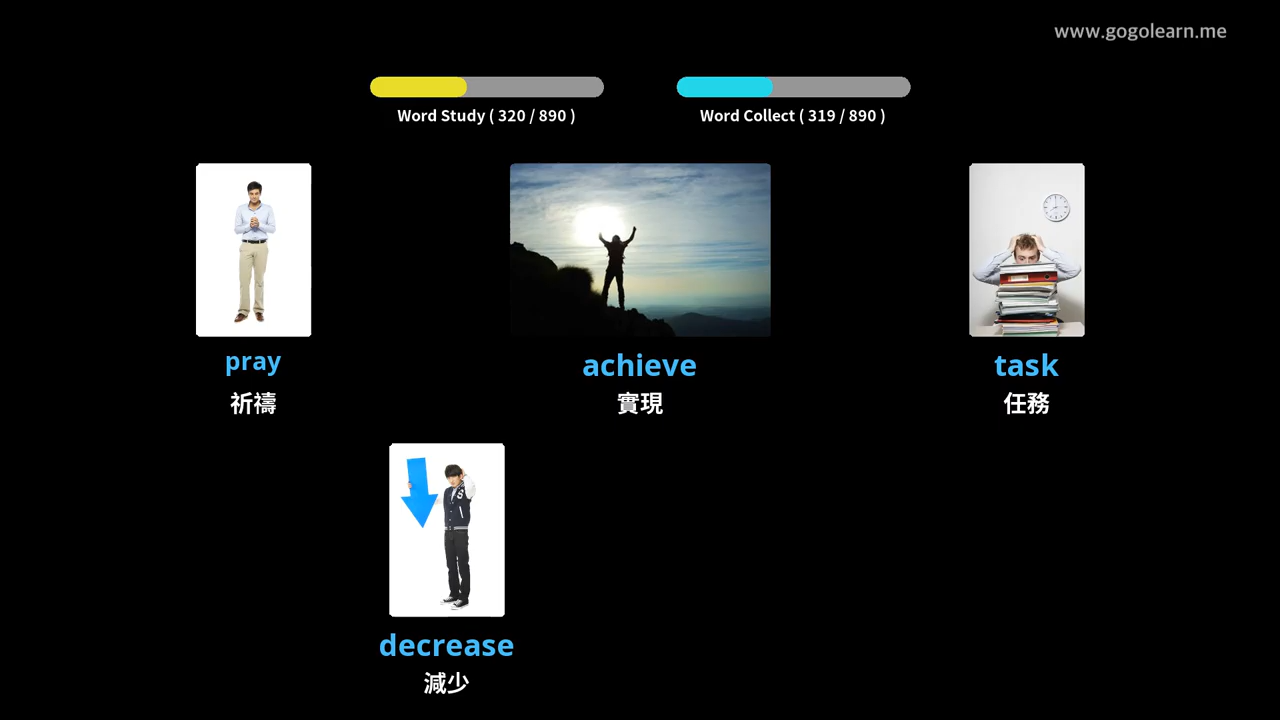 www.gogolearn.me
Word Study ( 320 / 890 )
Word Collect ( 319 / 890 )
pray
祈禱
achieve
實現
task
任務
decrease
減少